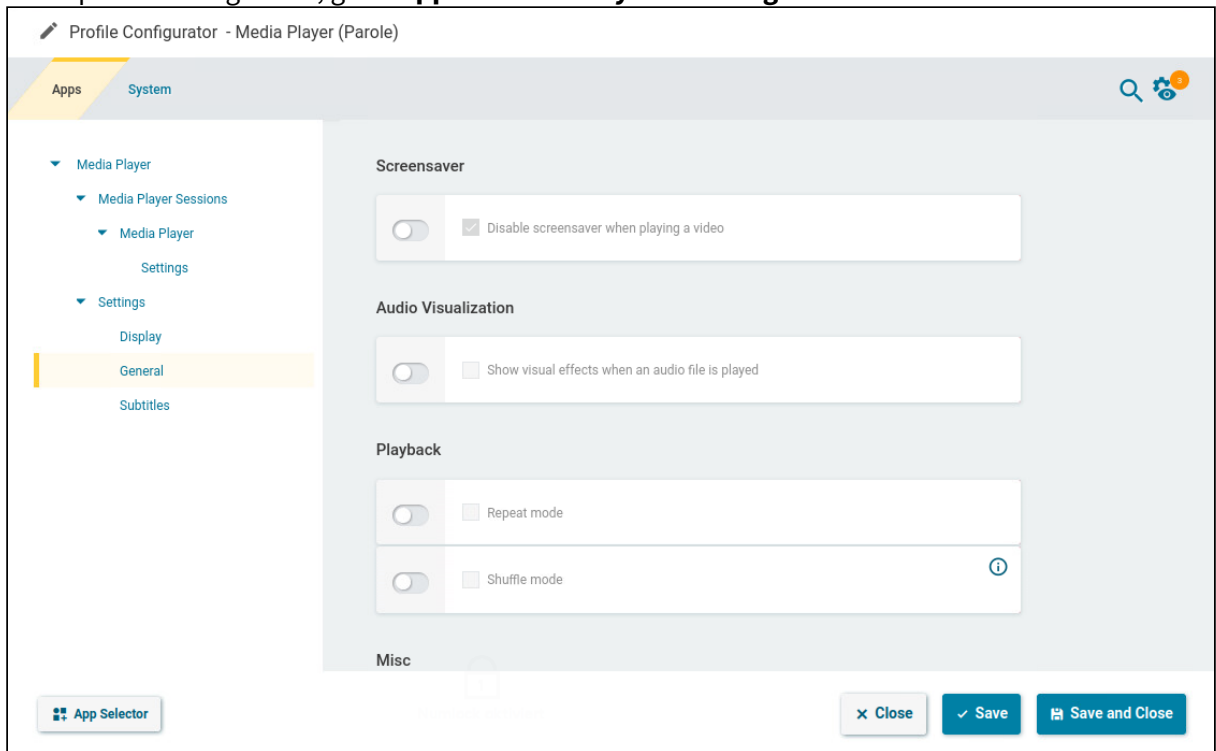 Profile Configurator - Media Player (Parole)
Apps System
3
Media Player
Media Player Sessions
Media Player
Settings
Settings
Display
General
Subtitles
Screensaver
Disable screensaver when playing a video
Audio Visualization
Show visual effects when an audio file is played
Playback
Repeat mode
Shuffle mode
Misc
App Selector
Close
Save
Save and Close